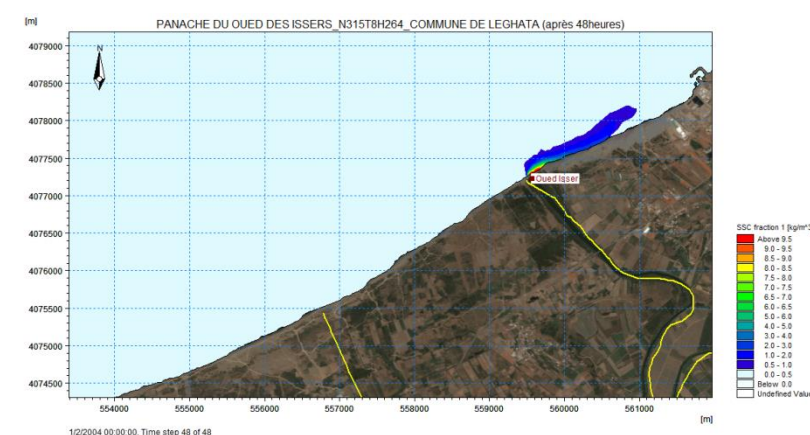 [m]
PANACHE DU OUED DES ISSERS_N315T8H264_COMMUNE DE LEGHATA (après 48heures)
4079000
N
4078500
4078000
4077500
Oued Isser
4077000
4076500
4076000
4075500
4075000
4074500
554000 555000 556000 557000 558000 559000 560000 561000
[m]
1/2/2004 00:00:00, Time step 48 of 48
SSC fraction 1 [kg/m^3
Above 9.5
9.0 - 9.5
8.5 - 9.0
8.0 - 8.5
7.5 - 8.0
7.0 - 7.5
6.5 - 7.0
6.0 - 6.5
5.0 - 6.0
4.0 - 5.0
3.0 - 4.0
2.0 - 3.0
1.0 - 2.0
0.5 - 1.0
0.0 - 0.5
Below 0.0
Undefined Value